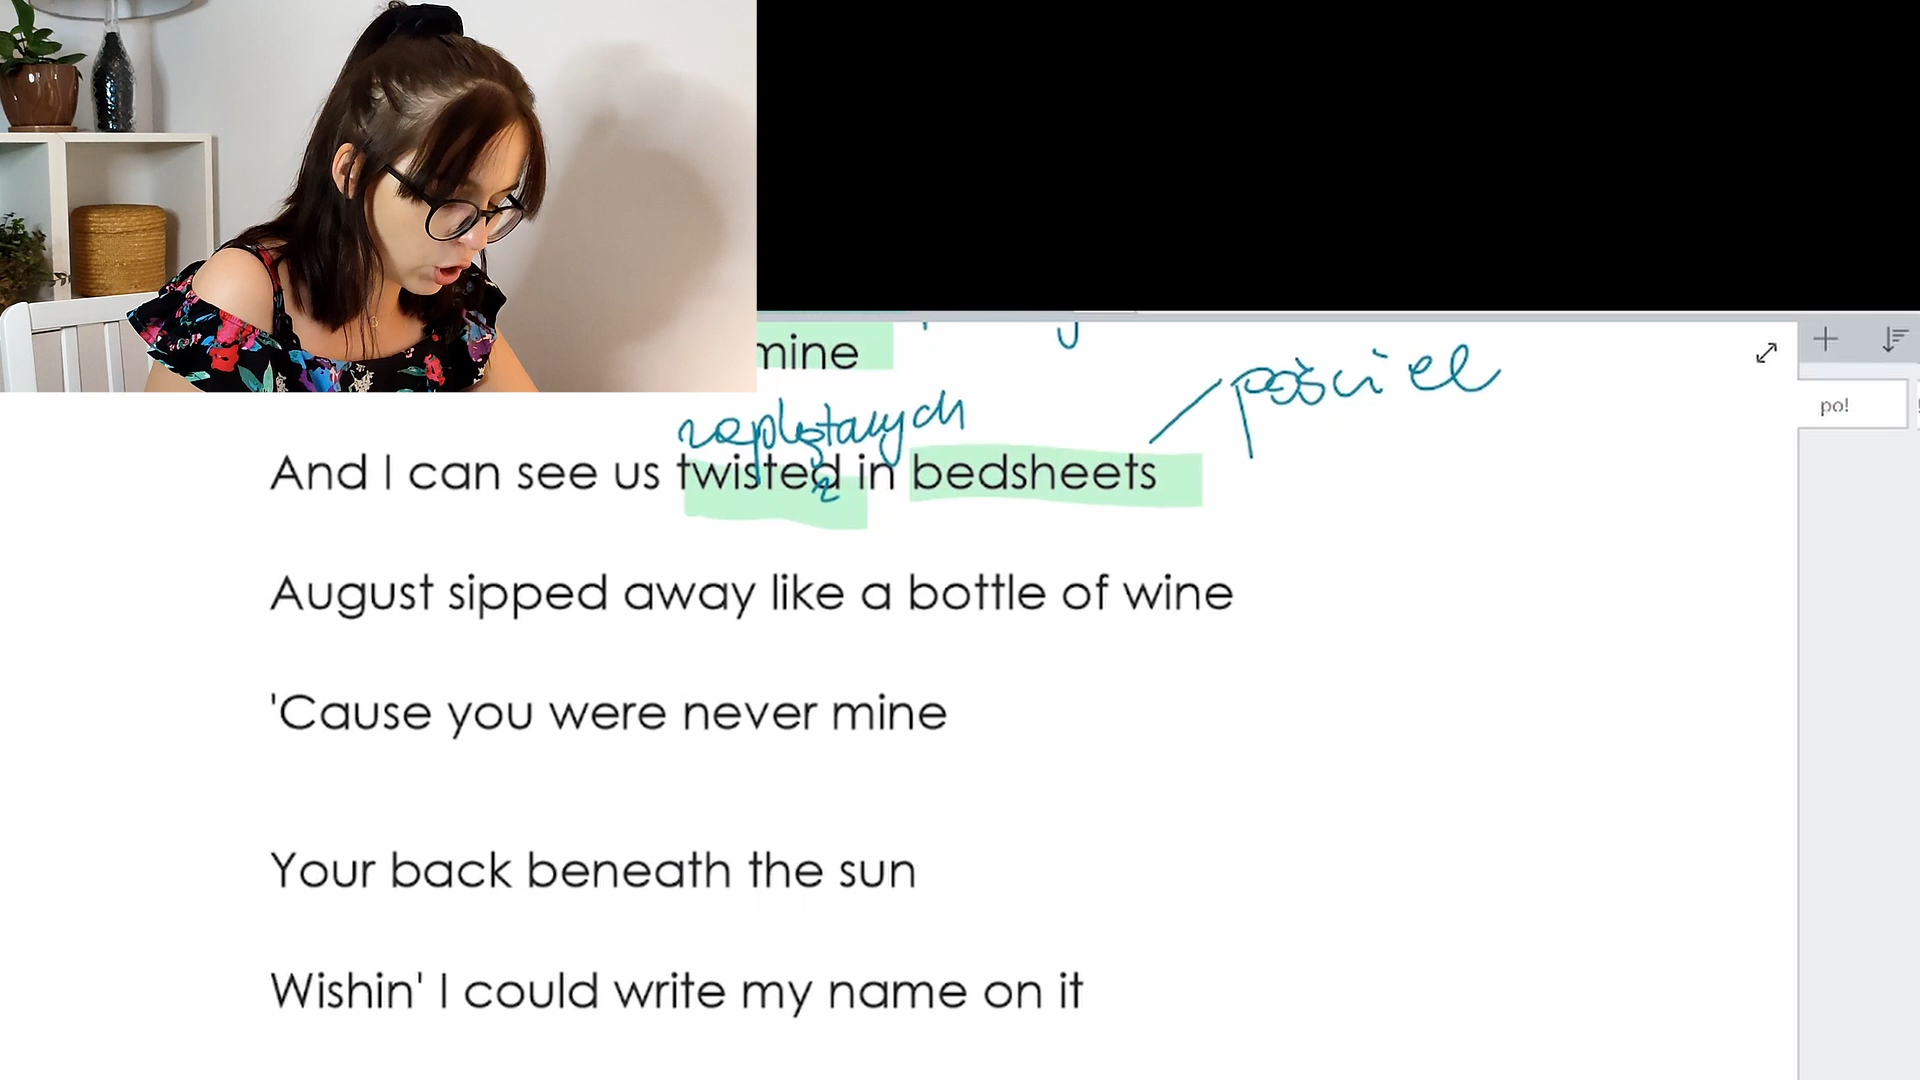 mine
pościel
zaplątanych
po!
And I can see us twisted in bedsheets
August sipped away like a bottle of wine
'Cause you were never mine
Your back beneath the sun
Wishin' I could write my name on it